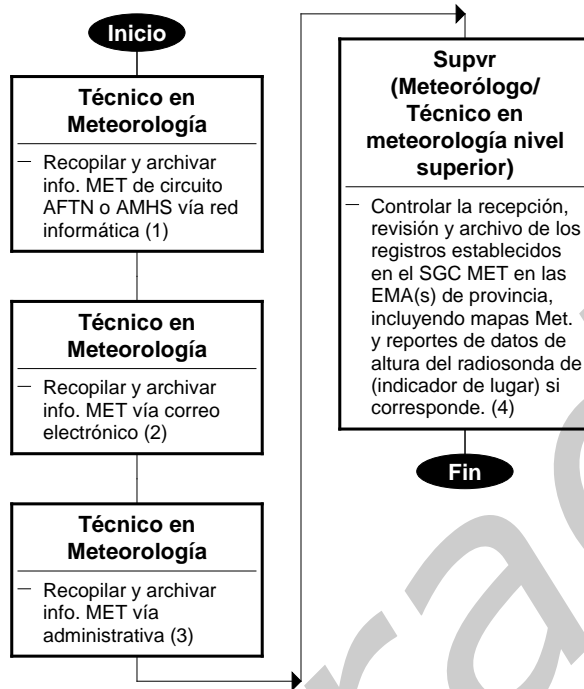 Inicio
Técnico en
Meteorología
— Recopilar y archivar
info. MET de circuito
AFTN o AMHS vía red
informática (1)
Técnico en
Meteorología
— Recopilar y archivar
info. MET vía correo
electrónico (2)
Técnico en
Meteorología
— Recopilar y archivar
info. MET vía
administrativa (3)
Supvr
(Meteorólogo/
Técnico en
meteorología nivel
superior)
— Controlar la recepción,
revisión y archivo de los
registros establecidos
en el SGC MET en las
EMA(s) de provincia,
incluyendo mapas Met.
y reportes de datos de
altura del radiosonda de
(indicador de lugar) si
corresponde. (4)
Fin